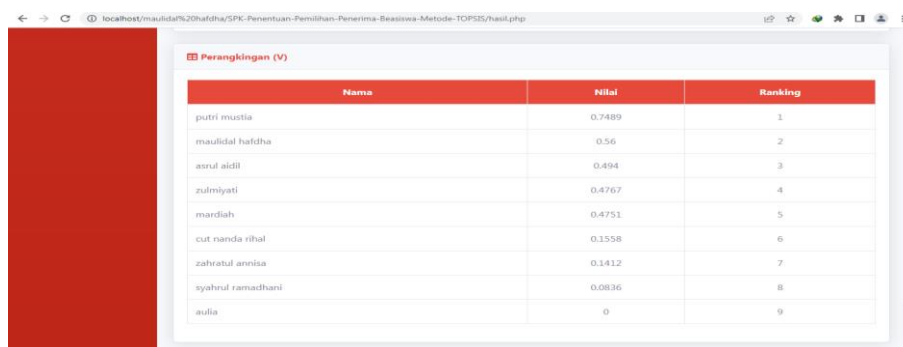 localhost/maulidal%20hafdha/SPK-Penentuan-Pemilihan-Penerima-Beasiswa-Metode-TOPSIS/hasil.php
Perangkingan (V)
Nama Nilai Ranking
putri mustia 0.7489 1
maulidal hafdha 0.56 2
asrul aidil 0.494 3
zulmiyati 0.4767 4
mardiah 0.4751 5
cut nanda rihal 0.1558 6
zahratul annisa 0.1412 7
syahrul ramadhani 0.0836 8
aulia 0 9